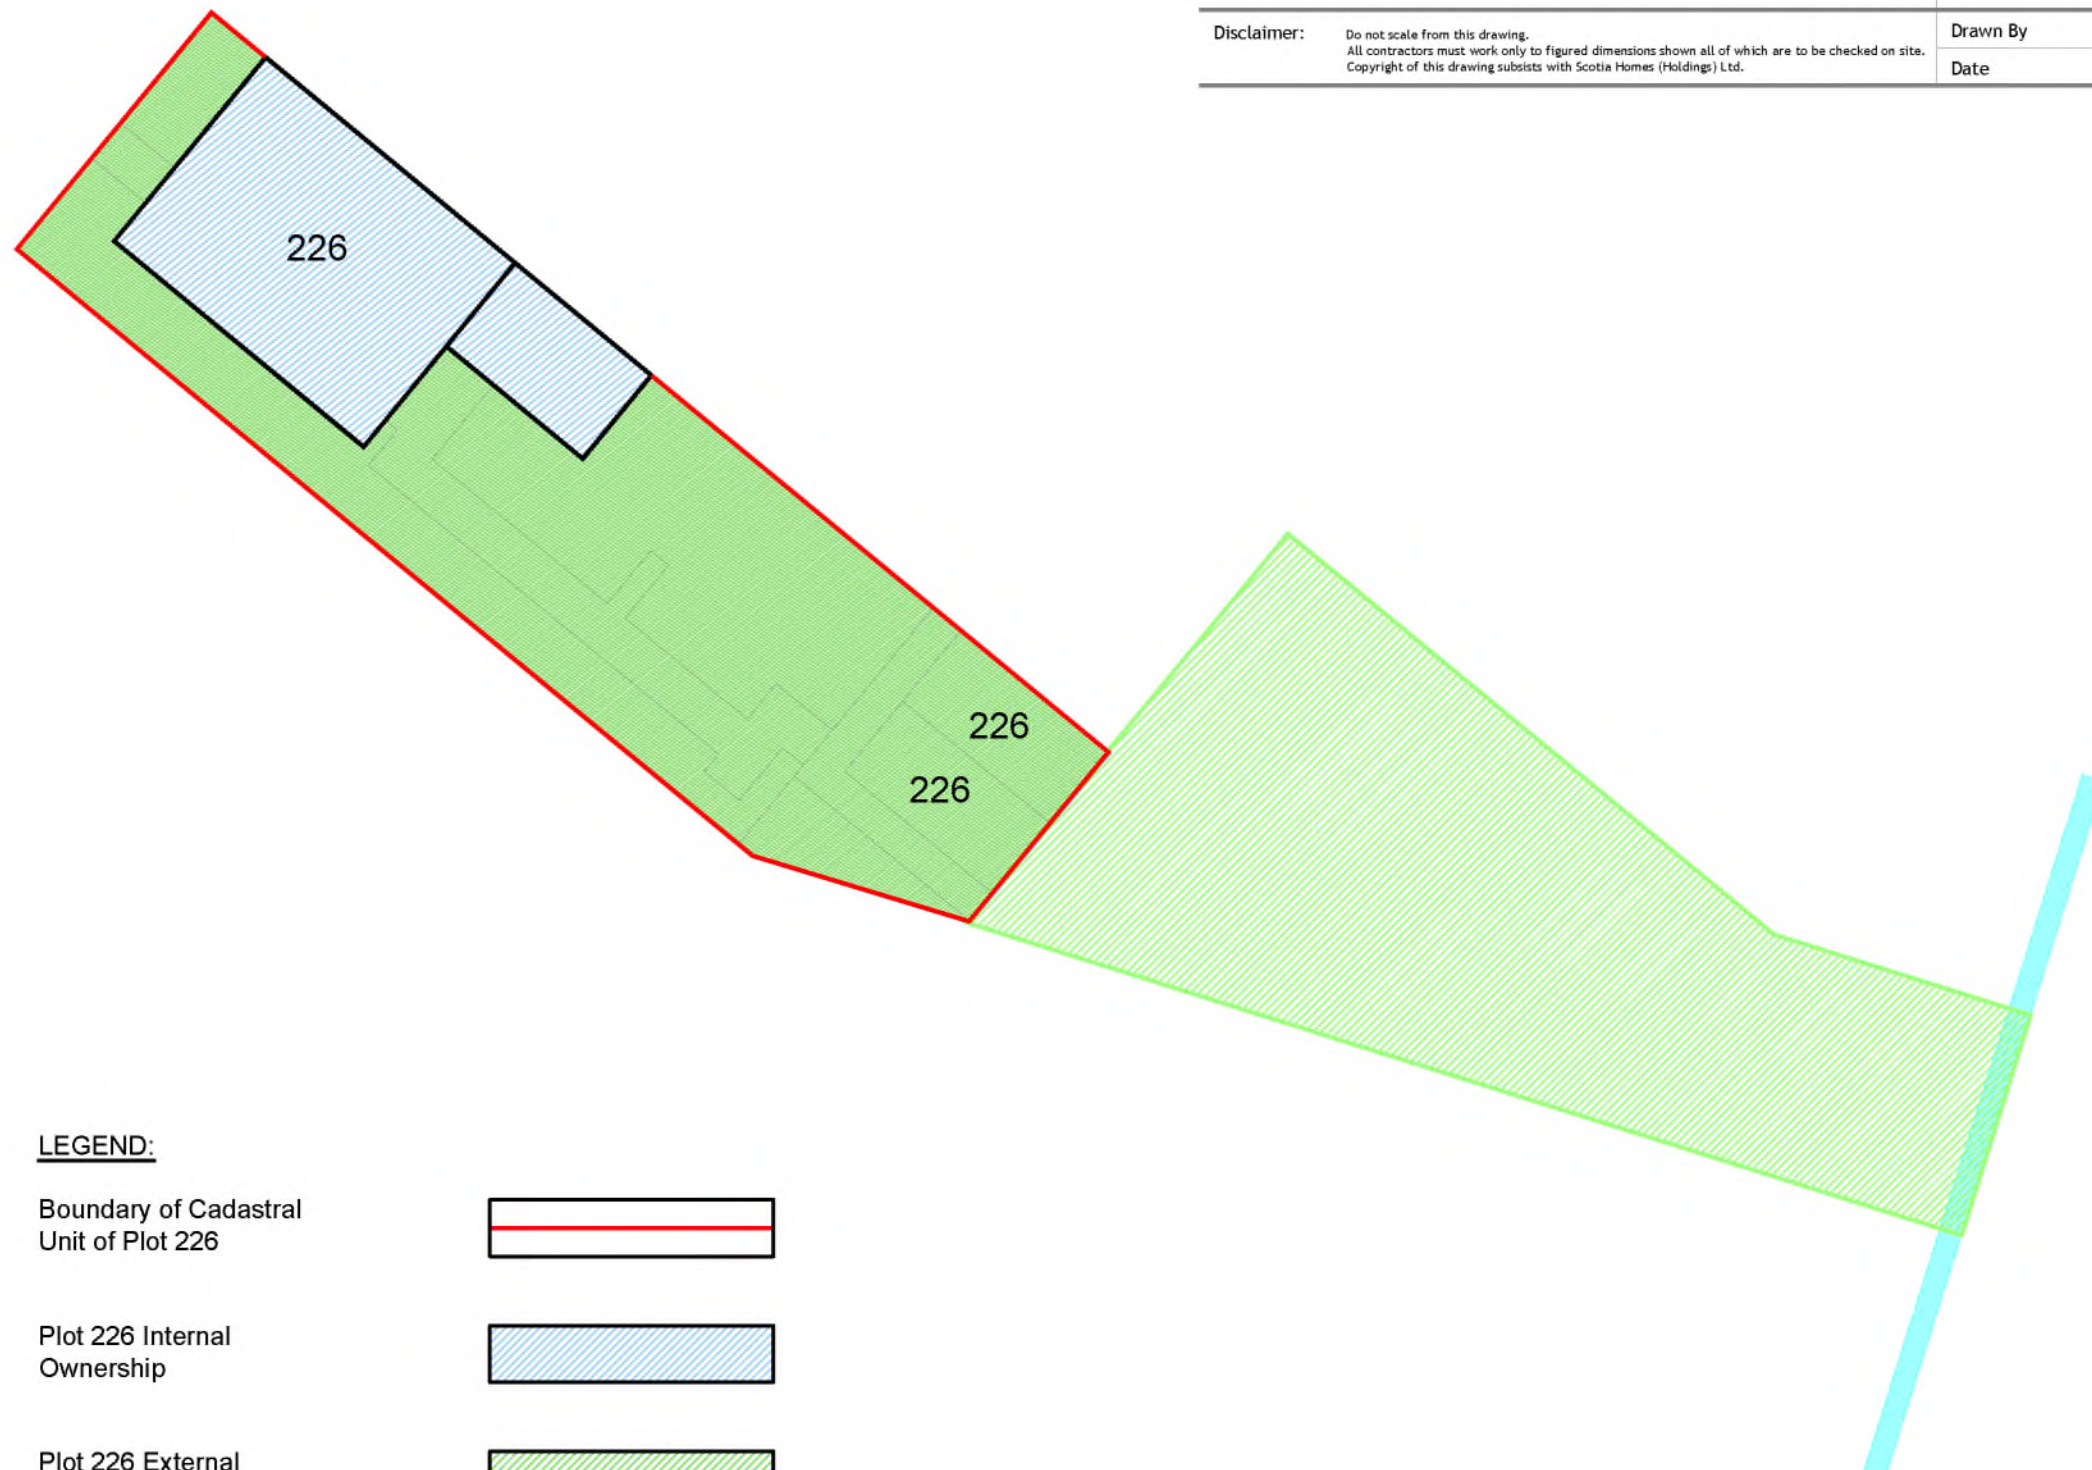 Disclaimer:
Do not scale from this drawing.
All contractors must work only to figured dimensions shown all of which are to be checked on site.
Copyright of this drawing subsists with Scotia Homes (Holdings) Ltd.
Drawn By
Date
226
226
226
LEGEND:
Boundary of Cadastral
Unit of Plot 226
Plot 226 Internal
Ownership
Plot 226 External